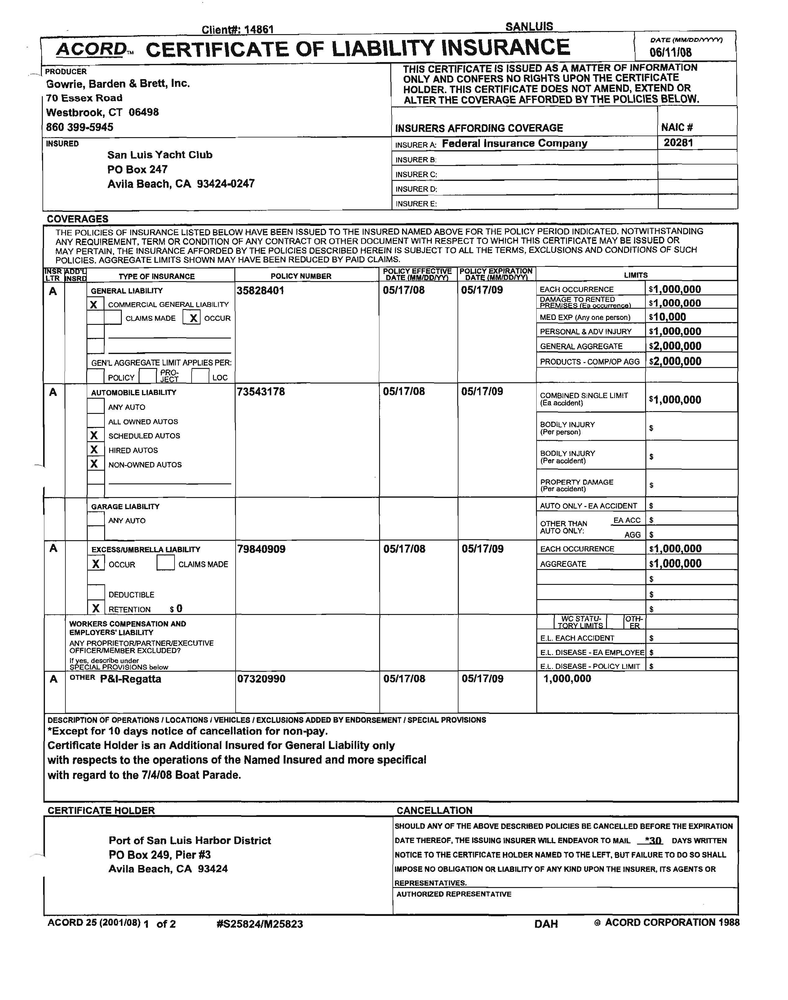 Client#: 14861
SANLUIS
ACORD™ CERTIFICATE OF LIABILITY INSURANCE
DATE (MM/DD/YYYY)
06/11/08
PRODUCER
Gowrie, Barden & Brett, Inc.
70 Essex Road
Westbrook, CT 06498
860 399-5945
THIS CERTIFICATE IS ISSUED AS A MATTER OF INFORMATION
ONLY AND CONFERS NO RIGHTS UPON THE CERTIFICATE
HOLDER. THIS CERTIFICATE DOES NOT AMEND, EXTEND OR
ALTER THE COVERAGE AFFORDED BY THE POLICIES BELOW.
INSURERS AFFORDING COVERAGE NAIC #
INSURED
San Luis Yacht Club
PO Box 247
Avila Beach, CA 93424-0247
INSURER A: Federal Insurance Company 20281
INSURER B:
INSURER C:
INSURER D:
INSURER E:
COVERAGES
THE POLICIES OF INSURANCE LISTED BELOW HAVE BEEN ISSUED TO THE INSURED NAMED ABOVE FOR THE POLICY PERIOD INDICATED. NOTWITHSTANDING
ANY REQUIREMENT, TERM OR CONDITION OF ANY CONTRACT OR OTHER DOCUMENT WITH RESPECT TO WHICH THIS CERTIFICATE MAY BE ISSUED OR
MAY PERTAIN, THE INSURANCE AFFORDED BY THE POLICIES DESCRIBED HEREIN IS SUBJECT TO ALL THE TERMS, EXCLUSIONS AND CONDITIONS OF SUCH
POLICIES. AGGREGATE LIMITS SHOWN MAY HAVE BEEN REDUCED BY PAID CLAIMS.
INSR LTR ADD'L INSRD TYPE OF INSURANCE POLICY NUMBER POLICY EFFECTIVE DATE (MM/DD/YY) POLICY EXPIRATION DATE (MM/DD/YY) LIMITS
A GENERAL LIABILITY 35828401 05/17/08 05/17/09 EACH OCCURRENCE $1,000,000
X COMMERCIAL GENERAL LIABILITY DAMAGE TO RENTED PREMISES (Ea occurrence) $1,000,000
CLAIMS MADE X OCCUR MED EXP (Any one person) $10,000
PERSONAL & ADV INJURY $1,000,000
GENERAL AGGREGATE $2,000,000
GEN'L AGGREGATE LIMIT APPLIES PER: PRODUCTS - COMP/OP AGG $2,000,000
POLICY PRO-JECT LOC
A AUTOMOBILE LIABILITY 73543178 05/17/08 05/17/09 COMBINED SINGLE LIMIT (Ea accident) $1,000,000
ANY AUTO
ALL OWNED AUTOS BODILY INJURY (Per person) $
X SCHEDULED AUTOS
X HIRED AUTOS BODILY INJURY (Per accident) $
X NON-OWNED AUTOS
PROPERTY DAMAGE (Per accident) $
GARAGE LIABILITY AUTO ONLY - EA ACCIDENT $
ANY AUTO OTHER THAN AUTO ONLY: EA ACC $
AGG $
A EXCESS/UMBRELLA LIABILITY 79840909 05/17/08 05/17/09 EACH OCCURRENCE $1,000,000
X OCCUR CLAIMS MADE AGGREGATE $1,000,000
$
DEDUCTIBLE $
X RETENTION $ 0 $
WORKERS COMPENSATION AND EMPLOYERS' LIABILITY WC STATU-TORY LIMITS OTH-ER
ANY PROPRIETOR/PARTNER/EXECUTIVE OFFICER/MEMBER EXCLUDED? E.L. EACH ACCIDENT $
If yes, describe under E.L. DISEASE - EA EMPLOYEE $
SPECIAL PROVISIONS below E.L. DISEASE - POLICY LIMIT $
A OTHER P&I-Regatta 07320990 05/17/08 05/17/09 1,000,000
DESCRIPTION OF OPERATIONS / LOCATIONS / VEHICLES / EXCLUSIONS ADDED BY ENDORSEMENT / SPECIAL PROVISIONS
*Except for 10 days notice of cancellation for non-pay.
Certificate Holder is an Additional Insured for General Liability only
with respects to the operations of the Named Insured and more specifical
with regard to the 7/4/08 Boat Parade.
CERTIFICATE HOLDER
Port of San Luis Harbor District
PO Box 249, Pier #3
Avila Beach, CA 93424
CANCELLATION
SHOULD ANY OF THE ABOVE DESCRIBED POLICIES BE CANCELLED BEFORE THE EXPIRATION
DATE THEREOF, THE ISSUING INSURER WILL ENDEAVOR TO MAIL *30 DAYS WRITTEN
NOTICE TO THE CERTIFICATE HOLDER NAMED TO THE LEFT, BUT FAILURE TO DO SO SHALL
IMPOSE NO OBLIGATION OR LIABILITY OF ANY KIND UPON THE INSURER, ITS AGENTS OR
REPRESENTATIVES.
AUTHORIZED REPRESENTATIVE
ACORD 25 (2001/08) 1 of 2 #S25824/M25823 DAH © ACORD CORPORATION 1988